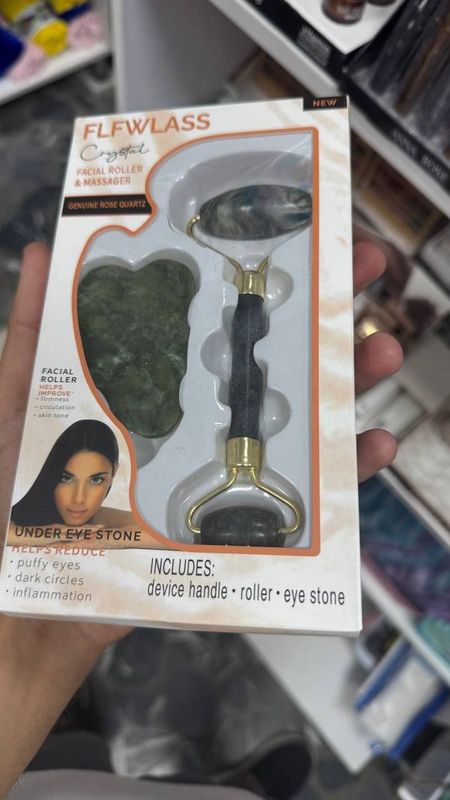 NEW
FLFWLASS
Crystal
FACIAL ROLLER
& MASSAGER
GENUINE ROSE QUARTZ
FACIAL
ROLLER
HELPS
IMPROVE*
• firmness
• circulation
• skin tone
UNDER EYE STONE
HELPS REDUCE
• puffy eyes
• dark circles
• inflammation
INCLUDES:
device handle • roller • eye stone